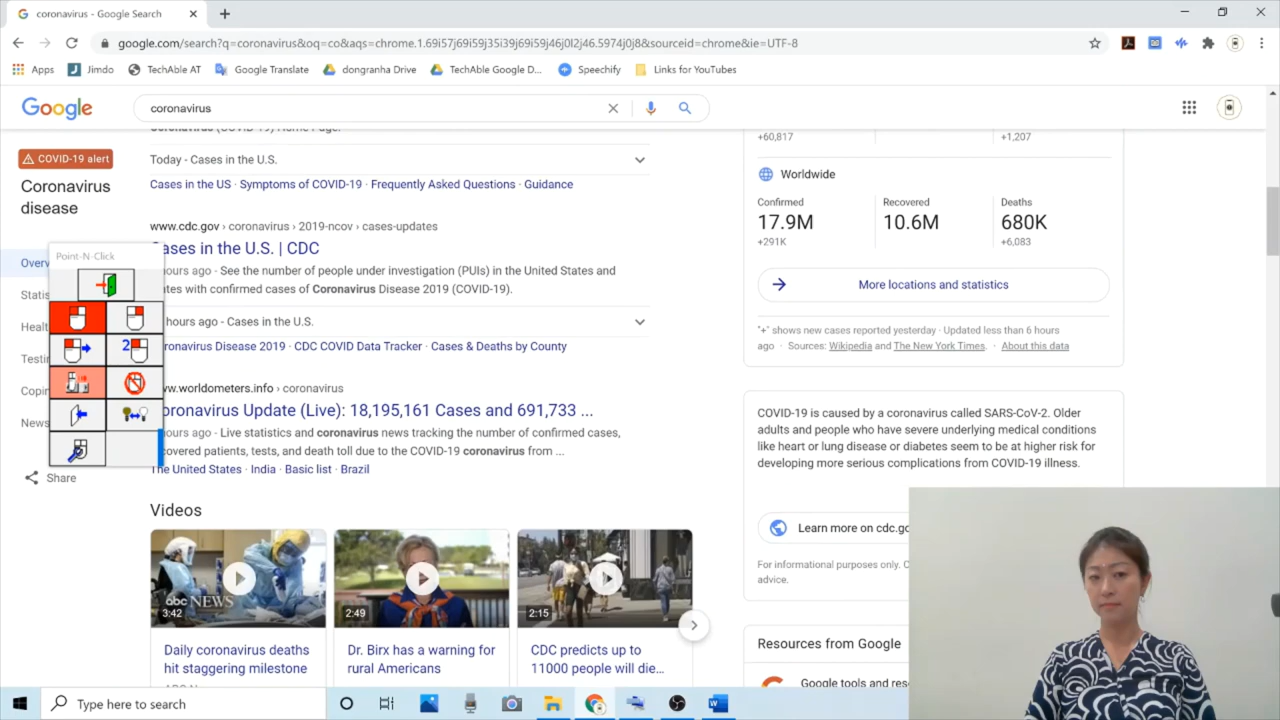 coronavirus - Google Search
google.com/search?q=coronavirus&oq=co&aqs=chrome.1.69i57j69i59j35i39j69i59j46j0l2j46.5974j0j8&sourceid=chrome&ie=UTF-8
Apps Jimdo TechAble AT Google Translate dongranha Drive TechAble Google D... Speechify Links for YouTubes
Google coronavirus
COVID-19 alert
Coronavirus
disease
Today - Cases in the U.S.
Cases in the US · Symptoms of COVID-19 · Frequently Asked Questions · Guidance
www.cdc.gov › coronavirus › 2019-ncov › cases-updates
Cases in the U.S. | CDC
hours ago - See the number of people under investigation (PUIs) in the United States and
with confirmed cases of Coronavirus Disease 2019 (COVID-19).
hours ago - Cases in the U.S.
Coronavirus Disease 2019 · CDC COVID Data Tracker · Cases & Deaths by County
www.worldometers.info › coronavirus
Coronavirus Update (Live): 18,195,161 Cases and 691,733 ...
hours ago - Live statistics and coronavirus news tracking the number of confirmed cases,
recovered patients, tests, and death toll due to the COVID-19 coronavirus from ...
The United States · India · Basic list · Brazil
Point-N-Click
2
Share
Videos
abc NEWS
3:42
2:49
2:15
Daily coronavirus deaths
hit staggering milestone
Dr. Birx has a warning for
rural Americans
CDC predicts up to
11000 people will die...
+60,817 +1,207
Worldwide
Confirmed Recovered Deaths
17.9M 10.6M 680K
+291K +6,083
More locations and statistics
"+" shows new cases reported yesterday · Updated less than 6 hours
ago · Sources: Wikipedia and The New York Times. · About this data
COVID-19 is caused by a coronavirus called SARS-CoV-2. Older
adults and people who have severe underlying medical conditions
like heart or lung disease or diabetes seem to be at higher risk for
developing more serious complications from COVID-19 illness.
Learn more on cdc.go
For informational purposes only.
advice.
Resources from Google
Google tools and
Type here to search